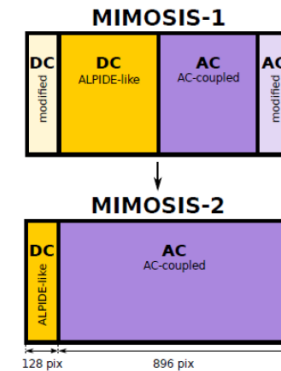 MIMOSIS-1
DC DC AC AC
modified ALPIDE-like AC-coupled modified
MIMOSIS-2
DC AC
ALPIDE-like AC-coupled
128 pix 896 pix